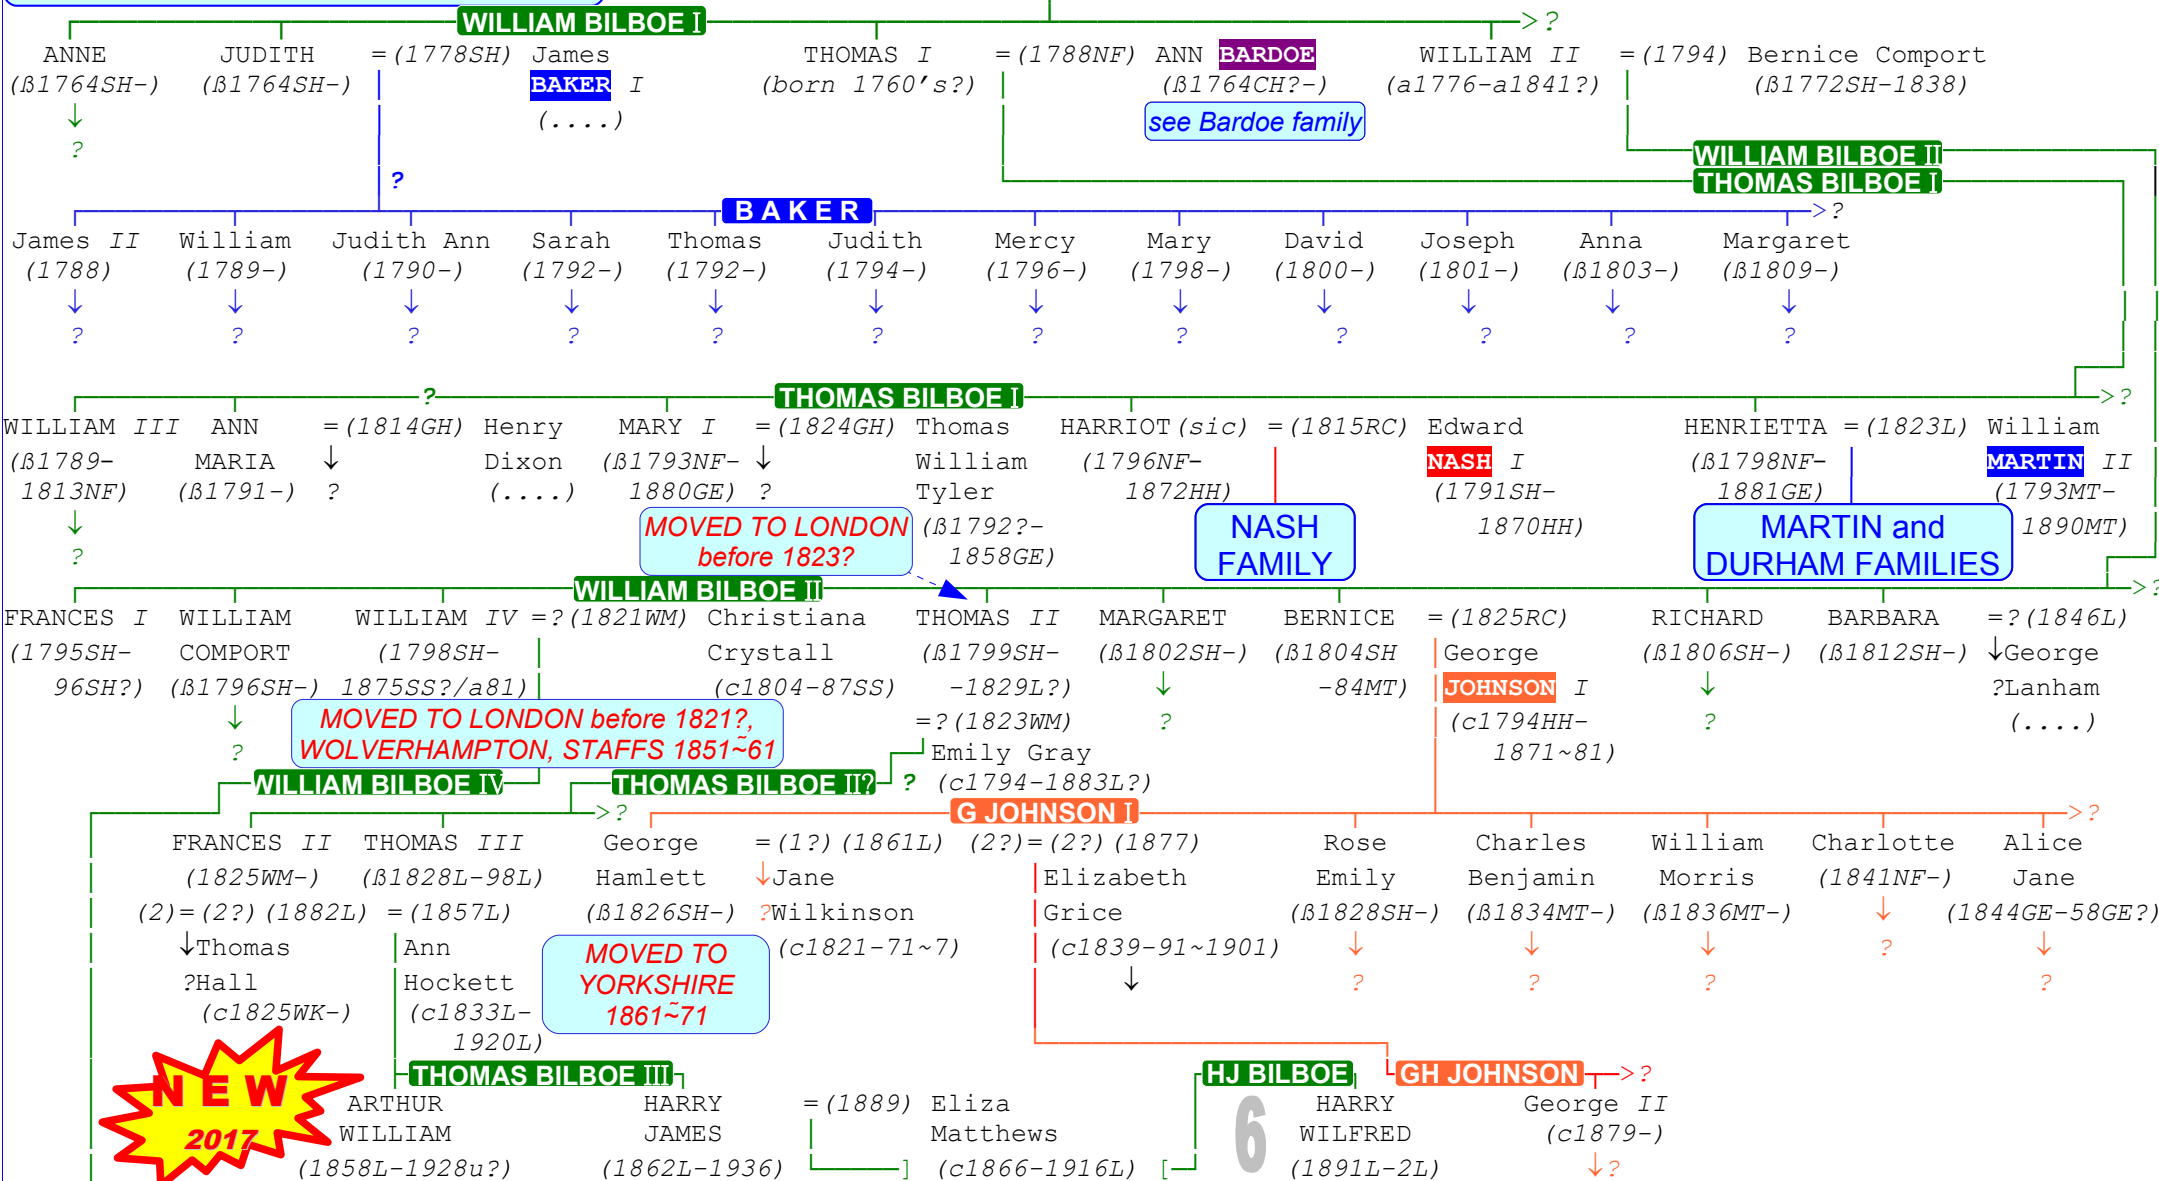 WILLIAM BILBOE I >?
ANNE JUDITH =(1778SH) James THOMAS I =(1788NF) ANN BARDOE WILLIAM II =(1794) Bernice Comport
(ß1764SH-) (ß1764SH-) BAKER I (born 1760's?) (ß1764CH?-) (a1776-a1841?) (ß1772SH-1838)
↓ (....) see Bardoe family
?
WILLIAM BILBOE II
? THOMAS BILBOE I
BAKER >?
James II William Judith Ann Sarah Thomas Judith Mercy Mary David Joseph Anna Margaret
(1788) (1789-) (1790-) (1792-) (1792-) (1794-) (1796-) (1798-) (1800-) (1801-) (ß1803-) (ß1809-)
↓ ↓ ↓ ↓ ↓ ↓ ↓ ↓ ↓ ↓ ↓ ↓
? ? ? ? ? ? ? ? ? ? ? ?
? THOMAS BILBOE I >?
WILLIAM III ANN =(1814GH) Henry MARY I =(1824GH) Thomas HARRIOT(sic) =(1815RC) Edward HENRIETTA =(1823L) William
(ß1789- MARIA ↓ Dixon (ß1793NF- ↓ William (1796NF- NASH I (ß1798NF- MARTIN II
1813NF) (ß1791-) ? (....) 1880GE) ? Tyler 1872HH) (1791SH- 1881GE) (1793MT-
↓ MOVED TO LONDON (ß1792?- NASH 1870HH) MARTIN and 1890MT)
? before 1823? 1858GE) FAMILY DURHAM FAMILIES
WILLIAM BILBOE II >?
FRANCES I WILLIAM WILLIAM IV =?(1821WM) Christiana THOMAS II MARGARET BERNICE =(1825RC) RICHARD BARBARA =?(1846L)
(1795SH- COMPORT (1798SH- Crystall (ß1799SH- (ß1802SH-) (ß1804SH George (ß1806SH-) (ß1812SH-) ↓George
96SH?) (ß1796SH-) 1875SS?/a81) (c1804-87SS) -1829L?) ↓ -84MT) JOHNSON I ↓ ?Lanham
↓ MOVED TO LONDON before 1821?, =?(1823WM) ? (c1794HH- ? (....)
? WOLVERHAMPTON, STAFFS 1851~61 Emily Gray 1871~81)
WILLIAM BILBOE IV THOMAS BILBOE II? ? (c1794-1883L?)
>? G JOHNSON I >?
FRANCES II THOMAS III George =(1?)(1861L) (2?)=(2?)(1877) Rose Charles William Charlotte Alice
(1825WM-) (ß1828L-98L) Hamlett ↓Jane Elizabeth Emily Benjamin Morris (1841NF-) Jane
(2)=(2?)(1882L) =(1857L) (ß1826SH-) ?Wilkinson Grice (ß1828SH-) (ß1834MT-) (ß1836MT-) ↓ (1844GE-58GE?)
↓Thomas Ann MOVED TO (c1821-71~7) (c1839-91~1901) ↓ ↓ ↓ ? ↓
?Hall Hockett YORKSHIRE ↓ ? ? ? ?
(c1825WK-) (c1833L- 1861~71
1920L)
THOMAS BILBOE III HJ BILBOE GH JOHNSON >?
NEW ARTHUR HARRY =(1889) Eliza 6 HARRY George II
2017 WILLIAM JAMES Matthews WILFRED (c1879-)
(1858L-1928u?) (1862L-1936) ] (c1866-1916L) [ (1891L-2L) ↓?